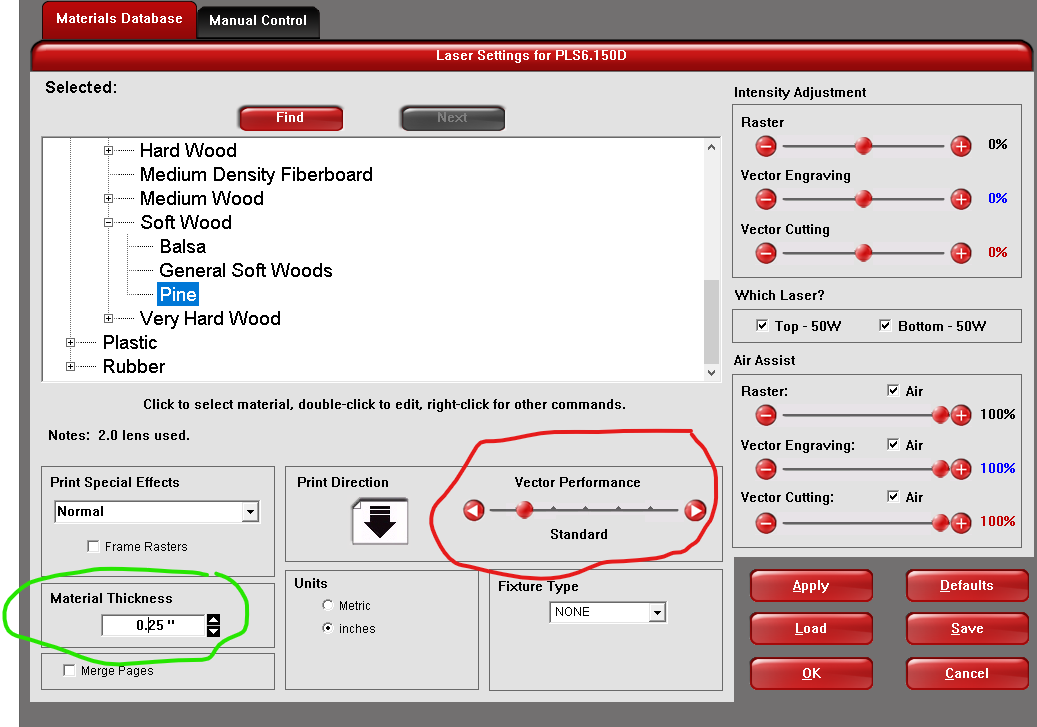 Materials Database
Manual Control
Laser Settings for PLS6.150D
Selected:
Find
Next
Hard Wood
Medium Density Fiberboard
Medium Wood
Soft Wood
Balsa
General Soft Woods
Pine
Very Hard Wood
Plastic
Rubber
Click to select material, double-click to edit, right-click for other commands.
Notes: 2.0 lens used.
Print Special Effects
Normal
Frame Rasters
Print Direction
Vector Performance
Standard
Material Thickness
0.25 "
Merge Pages
Units
Metric
inches
Fixture Type
NONE
Intensity Adjustment
Raster
0%
Vector Engraving
0%
Vector Cutting
0%
Which Laser?
Top - 50W
Bottom - 50W
Air Assist
Raster:
Air
100%
Vector Engraving:
Air
100%
Vector Cutting:
Air
100%
Apply
Defaults
Load
Save
OK
Cancel